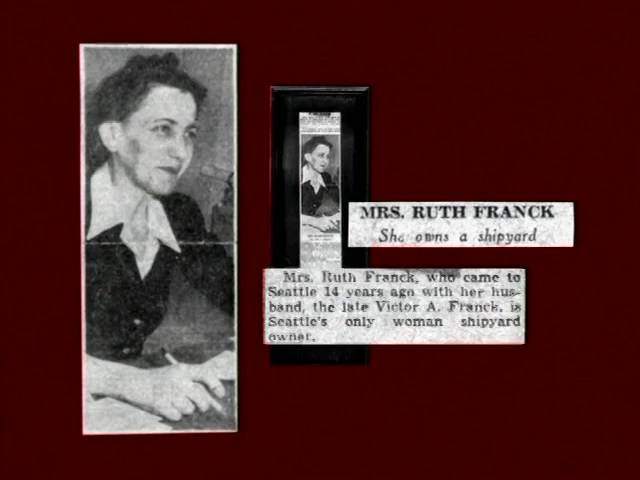 MRS. RUTH FRANCK
She owns a shipyard
Mrs. Ruth Franck, who came to
Seattle 14 years ago with her hus-
band, the late Victor A. Franck, is
Seattle's only woman shipyard
owner.